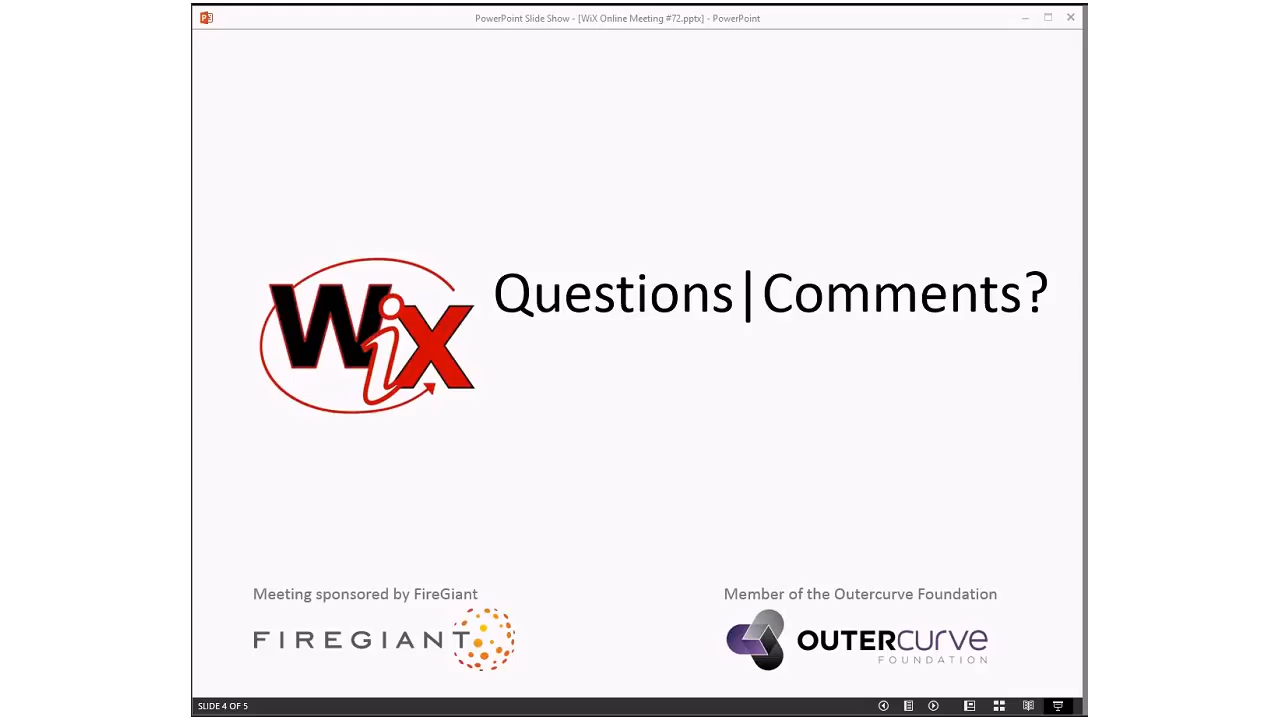 PowerPoint Slide Show - [WiX Online Meeting #72.pptx] - PowerPoint
WiX
Questions|Comments?
Meeting sponsored by FireGiant
Member of the Outercurve Foundation
FIREGIANT
OUTERCURVE
FOUNDATION
SLIDE 4 OF 5